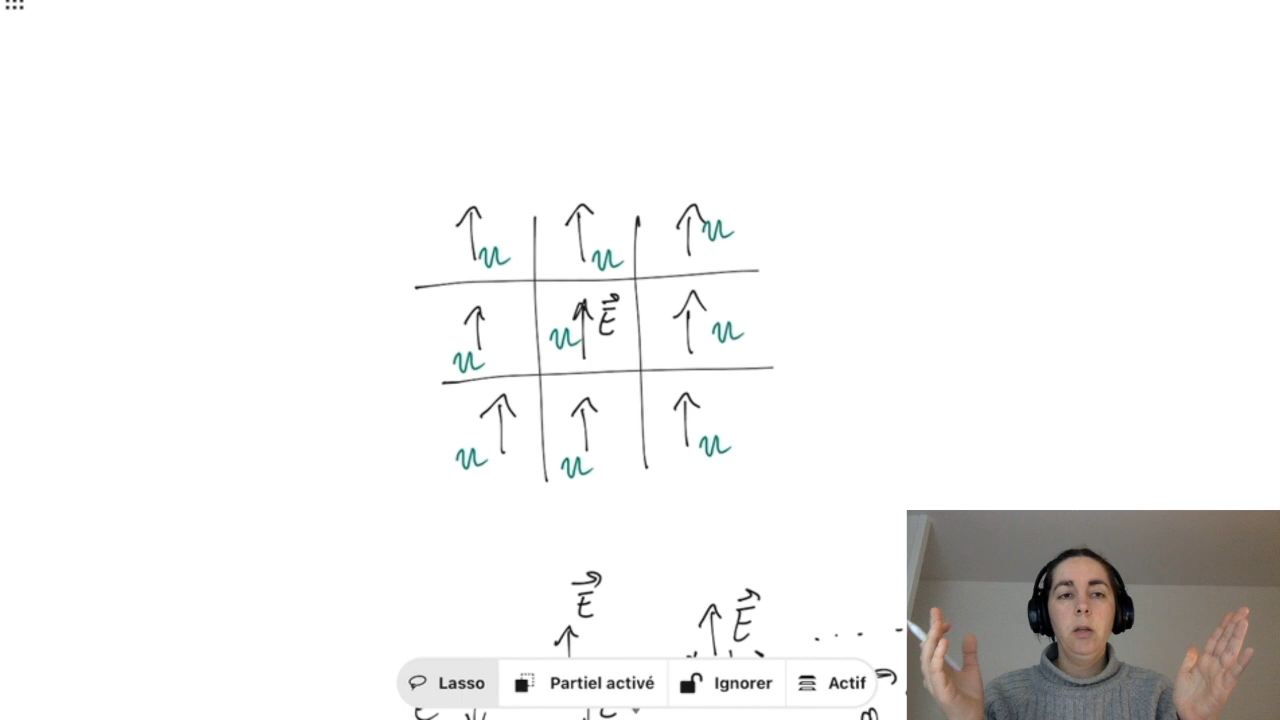 u u u
u u E⃗ u
u u u
E⃗ E⃗ ....
Lasso Partiel activé Ignorer Actif